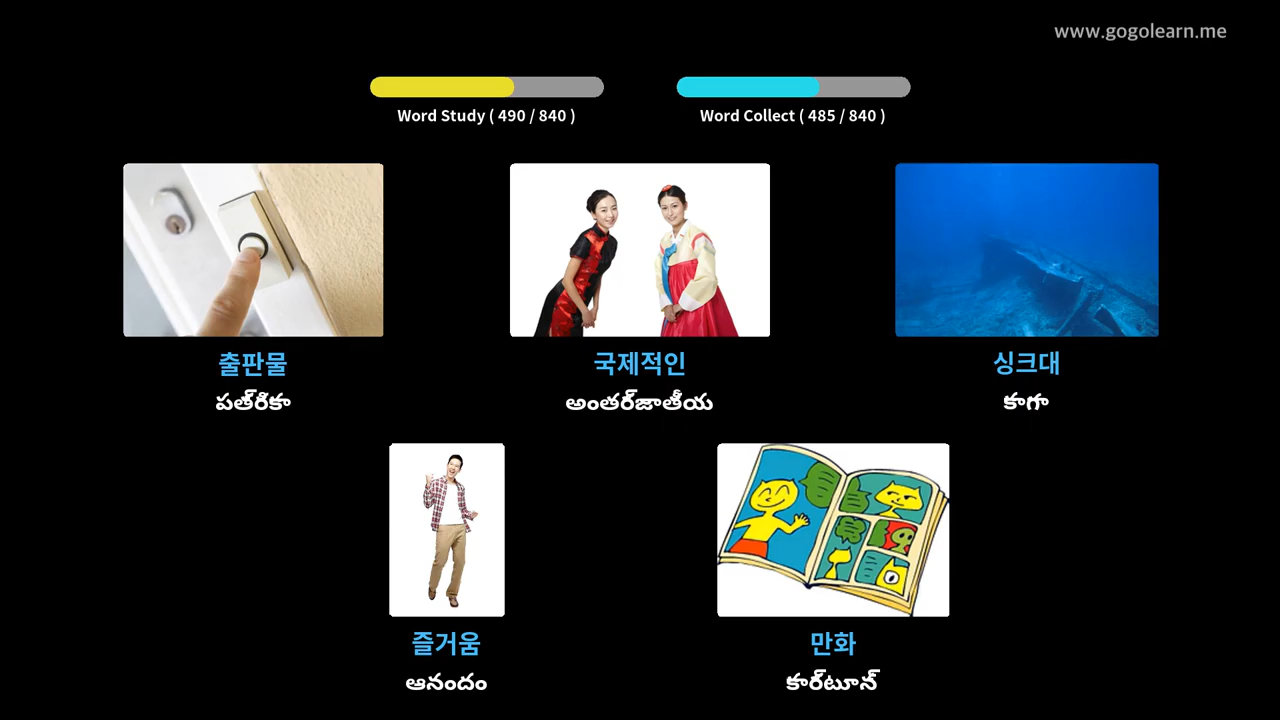 www.gogolearn.me
Word Study ( 490 / 840 )
Word Collect ( 485 / 840 )
출판물
국제적인
싱크대
పత్‌రికా
అంతర్‌జాతీయ
కాగా
즐거움
만화
ఆనందం
కార్‌టూన్